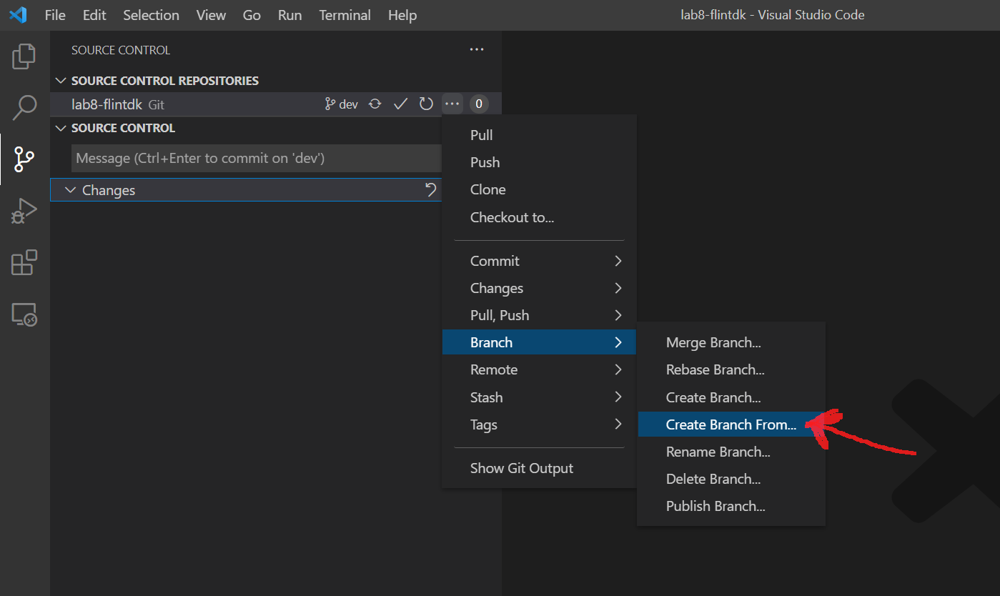 File Edit Selection View Go Run Terminal Help lab8-flintdk - Visual Studio Code
SOURCE CONTROL ...
SOURCE CONTROL REPOSITORIES
lab8-flintdk Git dev ... 0
SOURCE CONTROL
Message (Ctrl+Enter to commit on 'dev')
Changes
Pull
Push
Clone
Checkout to...
Commit
Changes
Pull, Push
Branch
Remote
Stash
Tags
Show Git Output
Merge Branch...
Rebase Branch...
Create Branch...
Create Branch From...
Rename Branch...
Delete Branch...
Publish Branch...